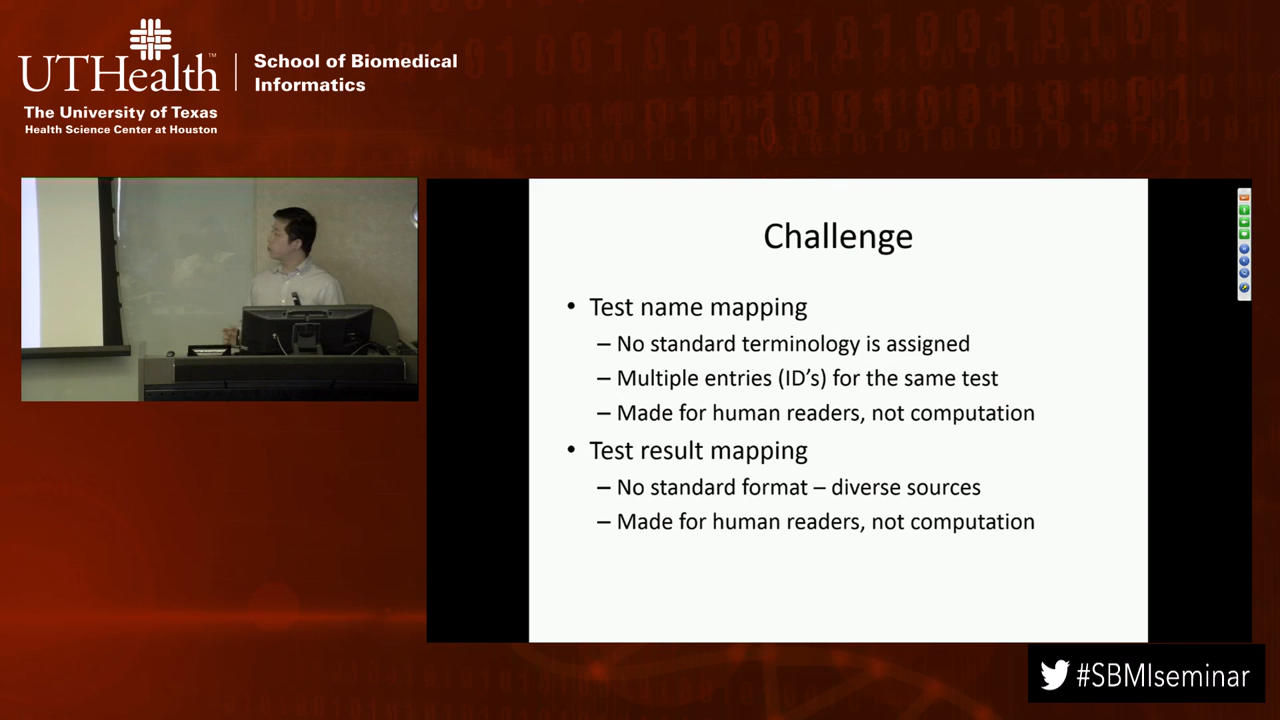 UTHealth™
The University of Texas
Health Science Center at Houston
School of Biomedical
Informatics
Challenge
• Test name mapping
– No standard terminology is assigned
– Multiple entries (ID's) for the same test
– Made for human readers, not computation
• Test result mapping
– No standard format – diverse sources
– Made for human readers, not computation
#SBMIseminar